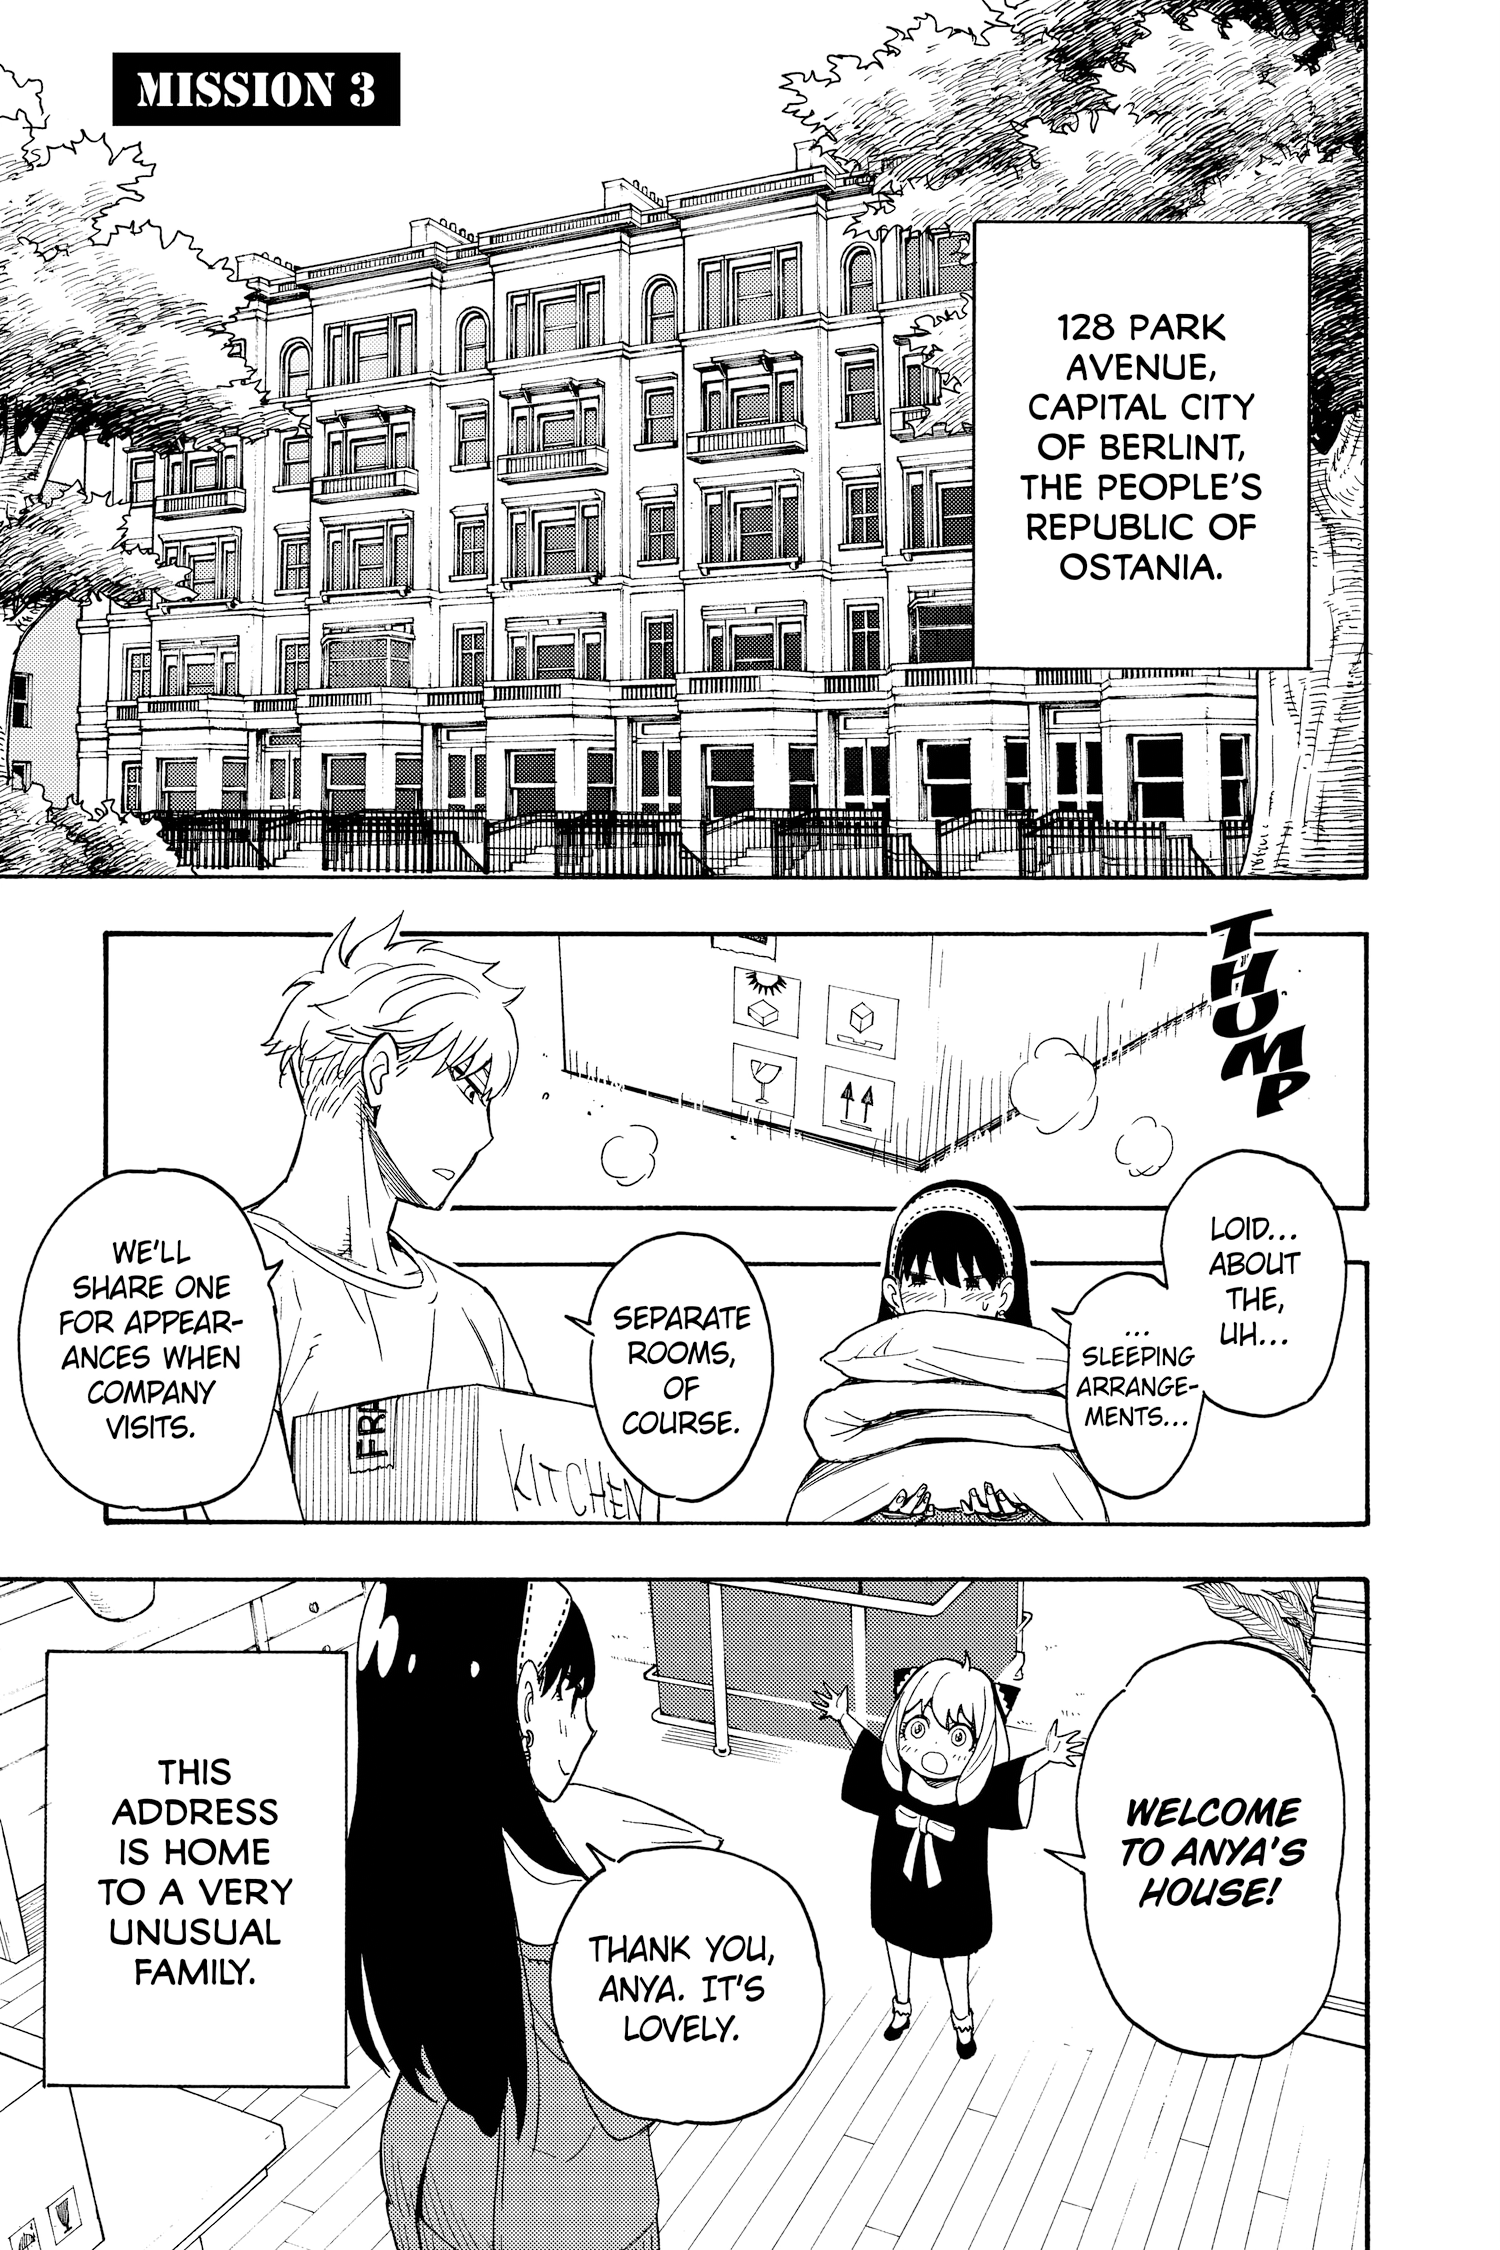 MISSION 3
128 PARK
AVENUE,
CAPITAL CITY
OF BERLINT,
THE PEOPLE'S
REPUBLIC OF
OSTANIA.
THUMP
LOID...
ABOUT
THE,
UH...
...
SLEEPING
ARRANGE-
MENTS...
SEPARATE
ROOMS,
OF
COURSE.
WE'LL
SHARE ONE
FOR APPEAR-
ANCES WHEN
COMPANY
VISITS.
FRA
KITCHEN
WELCOME
TO ANYA'S
HOUSE!
THANK YOU,
ANYA. IT'S
LOVELY.
THIS
ADDRESS
IS HOME
TO A VERY
UNUSUAL
FAMILY.